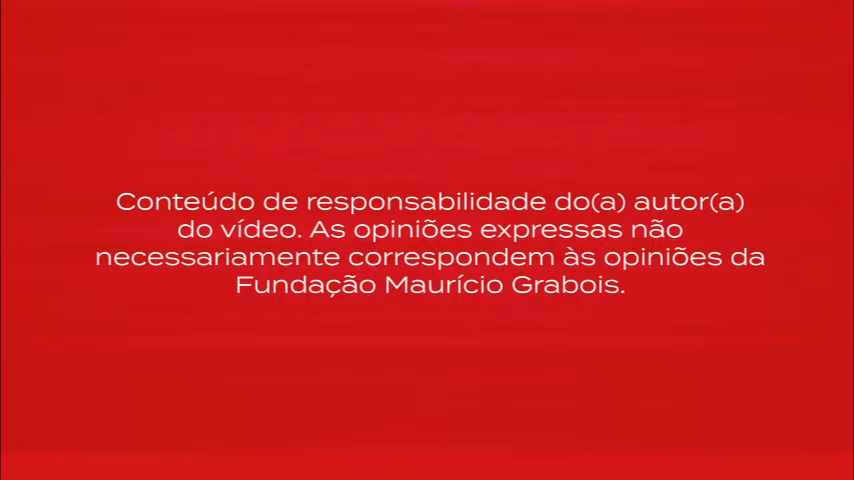 Conteúdo de responsabilidade do(a) autor(a)
do vídeo. As opiniões expressas não
necessariamente correspondem às opiniões da
Fundação Maurício Grabois.